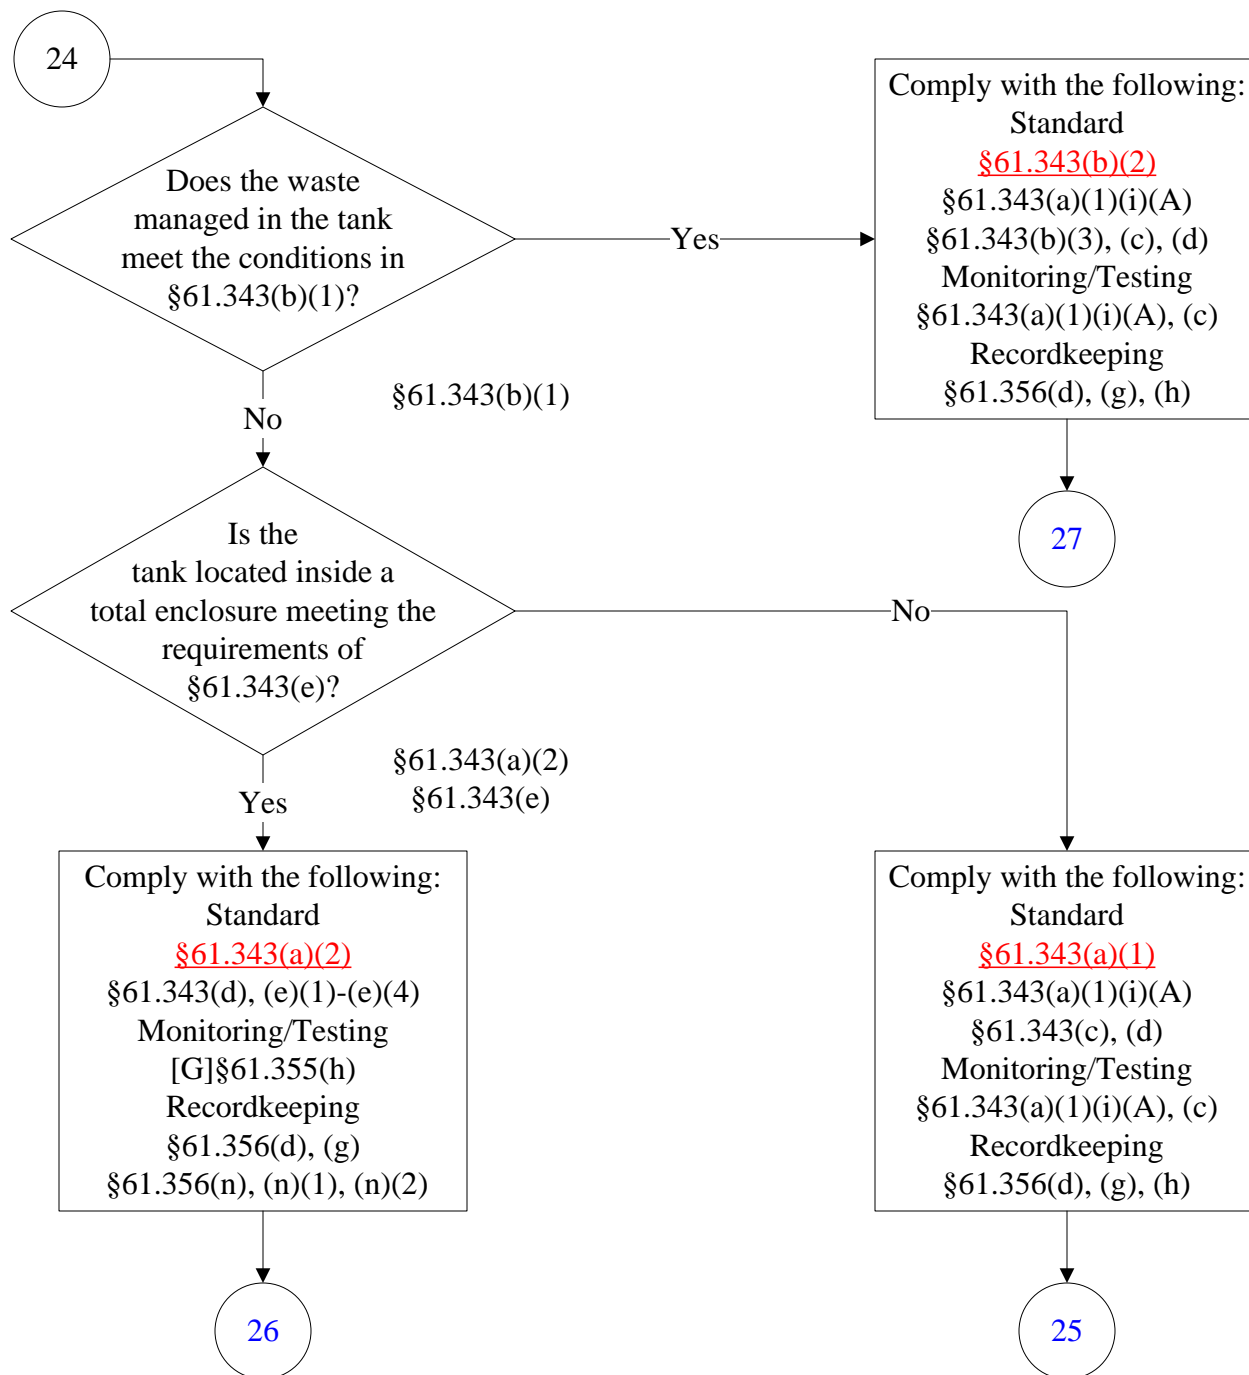 24
Does the waste
managed in the tank
meet the conditions in
§61.343(b)(1)?
Yes
Comply with the following:
Standard
§61.343(b)(2)
§61.343(a)(1)(i)(A)
§61.343(b)(3), (c), (d)
Monitoring/Testing
§61.343(a)(1)(i)(A), (c)
Recordkeeping
§61.356(d), (g), (h)
27
§61.343(b)(1)
No
Is the
tank located inside a
total enclosure meeting the
requirements of
§61.343(e)?
No
§61.343(a)(2)
§61.343(e)
Yes
Comply with the following:
Standard
§61.343(a)(2)
§61.343(d), (e)(1)-(e)(4)
Monitoring/Testing
[G]§61.355(h)
Recordkeeping
§61.356(d), (g)
§61.356(n), (n)(1), (n)(2)
26
Comply with the following:
Standard
§61.343(a)(1)
§61.343(a)(1)(i)(A)
§61.343(c), (d)
Monitoring/Testing
§61.343(a)(1)(i)(A), (c)
Recordkeeping
§61.356(d), (g), (h)
25